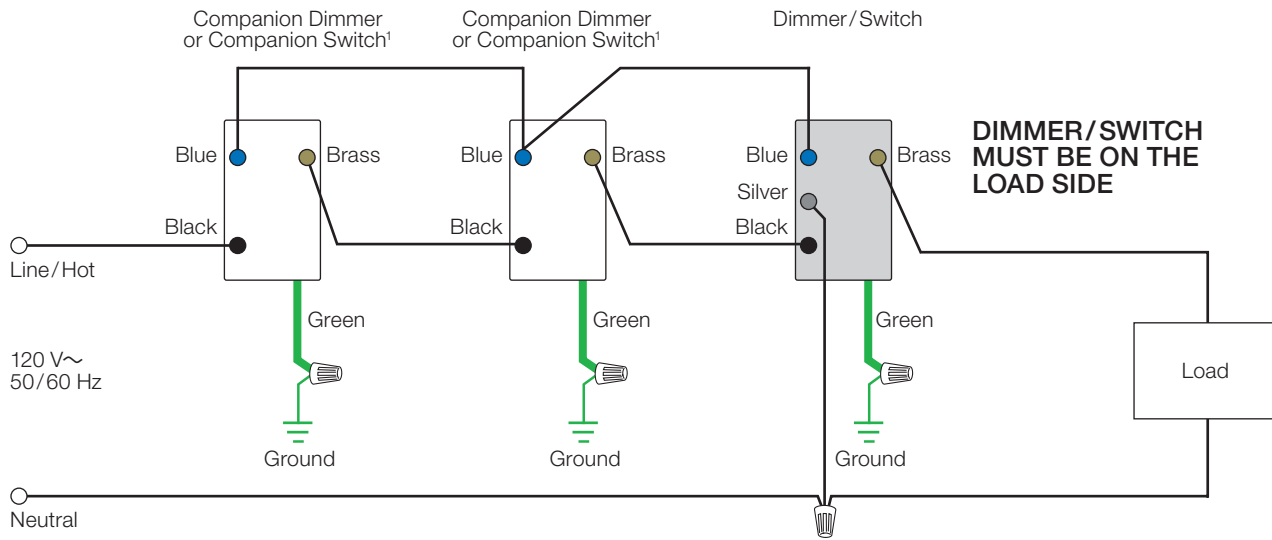 Companion Dimmer
or Companion Switch¹
Companion Dimmer
or Companion Switch¹
Dimmer/Switch
DIMMER/SWITCH
MUST BE ON THE
LOAD SIDE
Blue
Brass
Blue
Brass
Blue
Brass
Silver
Black
Black
Black
Line/Hot
Green
Green
Green
120 V~
50/60 Hz
Load
Ground
Ground
Ground
Neutral